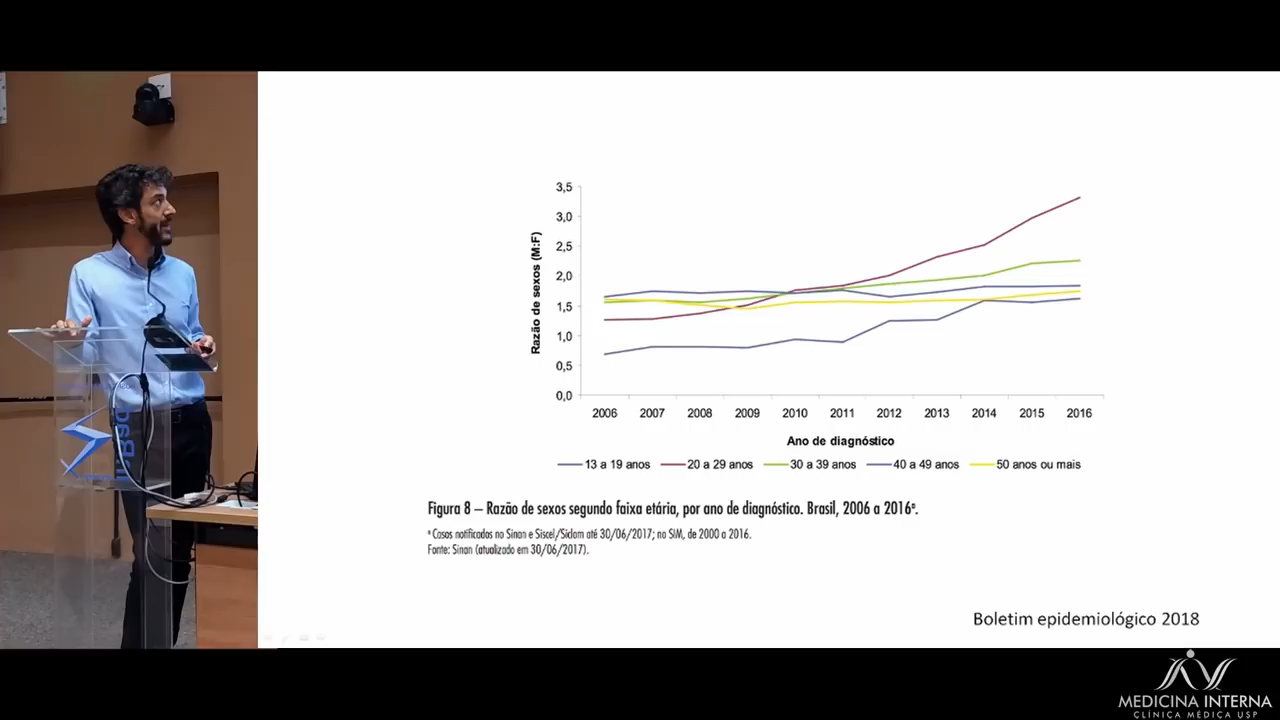 3,5
3,0
2,5
2,0
1,5
1,0
0,5
0,0
Razão de sexos (M:F)
2006 2007 2008 2009 2010 2011 2012 2013 2014 2015 2016
Ano de diagnóstico
13 a 19 anos 20 a 29 anos 30 a 39 anos 40 a 49 anos 50 anos ou mais
Figura 8 – Razão de sexos segundo faixa etária, por ano de diagnóstico. Brasil, 2006 a 2016ª.
ª Casos notificados no Sinan e Siscel/Siclom até 30/06/2017; no SIM, de 2000 a 2016.
Fonte: Sinan (atualizado em 30/06/2017).
Boletim epidemiológico 2018
MEDICINA INTERNA
CLÍNICA MÉDICA USP